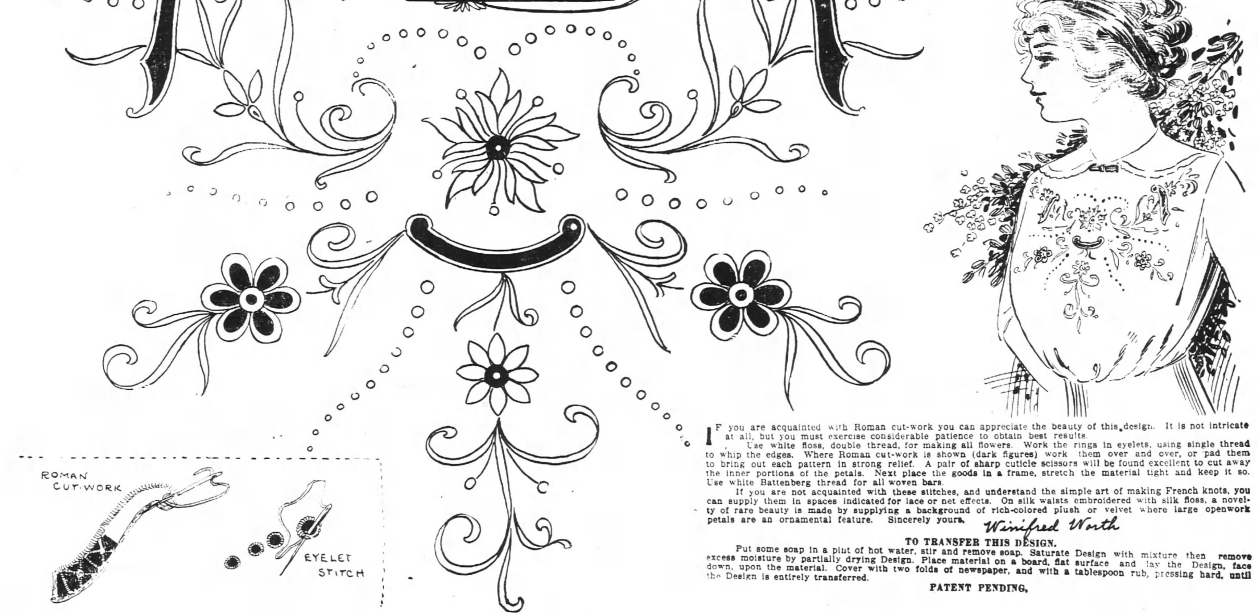 IF you are acquainted with Roman cut-work you can appreciate the beauty of this design. It is not intricate
at all, but you must exercise considerable patience to obtain best results.
Use white floss, double thread, for making all flowers. Work the rings in eyelets, using single thread
to whip the edges. Where Roman cut-work is shown (dark figures) work them over and over, or pad them
to bring out each pattern in strong relief. A pair of sharp cuticle scissors will be found excellent to cut away
the inner portions of the petals. Next place the goods in a frame, stretch the material tight and keep it so.
Use white Battenberg thread for all woven bars.
If you are not acquainted with these stitches, and understand the simple art of making French knots, you
can supply them in spaces indicated for lace or net effects. On silk waists embroidered with silk floss, a novel-
ty of rare beauty is made by supplying a background of rich-colored plush or velvet where large openwork
petals are an ornamental feature. Sincerely yours, Winifred Worth
TO TRANSFER THIS DESIGN.
Put some soap in a pint of hot water, stir and remove soap. Saturate Design with mixture then remove
excess moisture by partially drying Design. Place material on a board, flat surface and lay the Design, face
down, upon the material. Cover with two folds of newspaper, and with a tablespoon rub, pressing hard, until
the Design is entirely transferred.
PATENT PENDING.
ROMAN
CUT-WORK
EYELET
STITCH